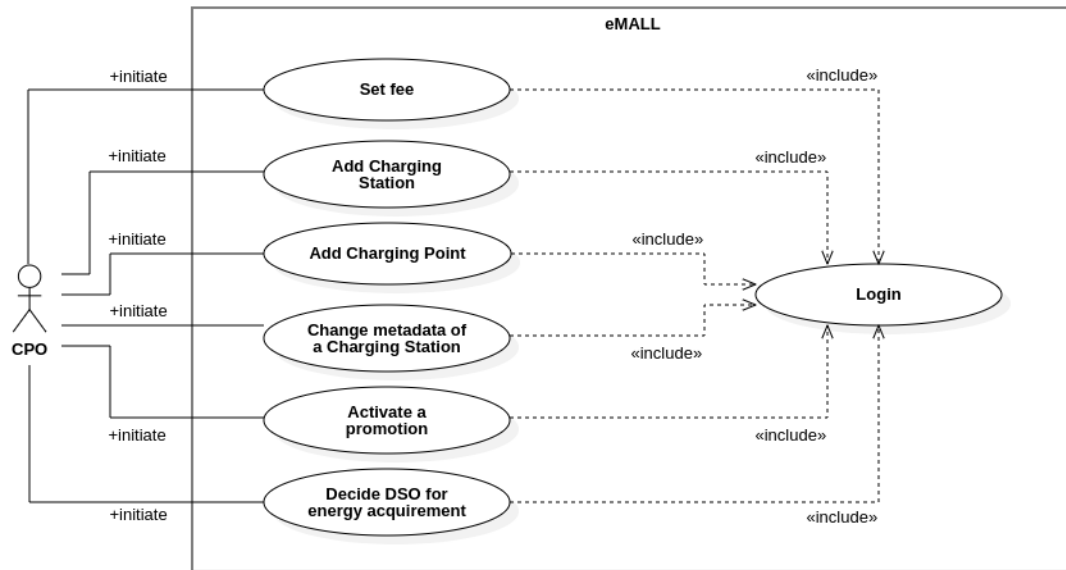 eMALL
+initiate
Set fee
«include»
+initiate
Add Charging
Station
«include»
+initiate
Add Charging Point
«include»
Login
+initiate
Change metadata of
a Charging Station
«include»
CPO
Activate a
promotion
+initiate
«include»
Decide DSO for
energy acquirement
+initiate
«include»